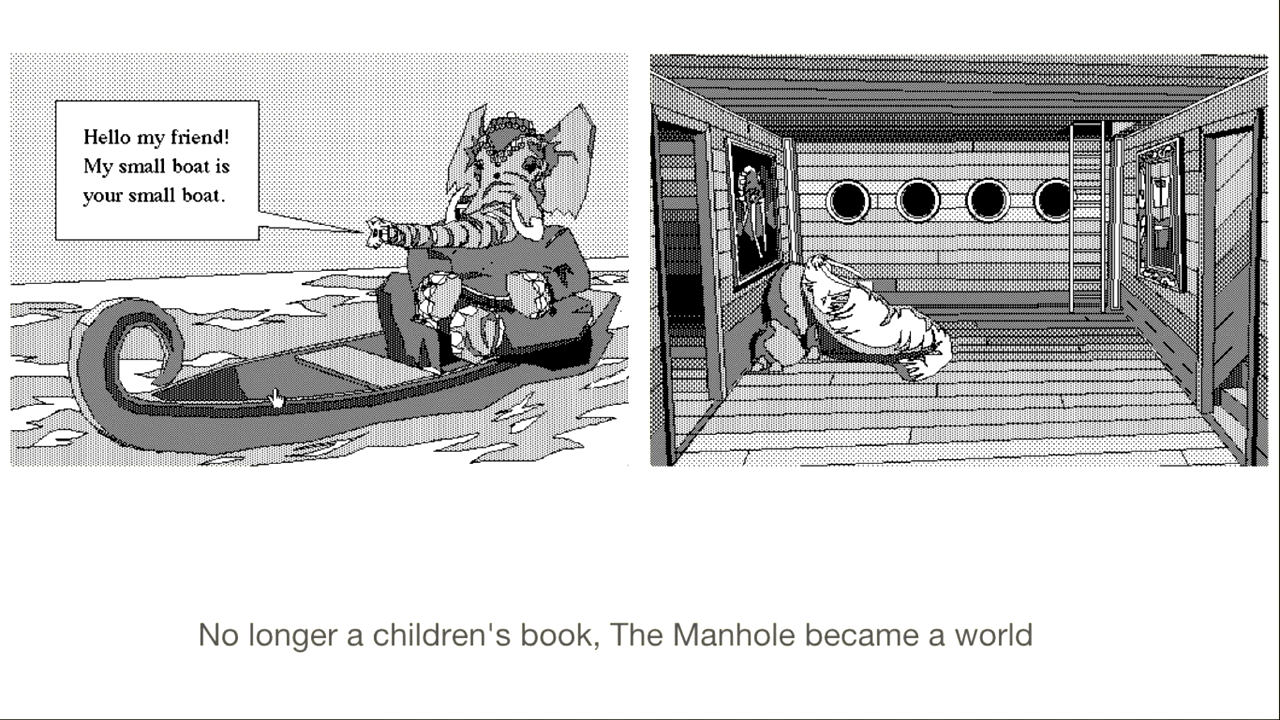 Hello my friend!
My small boat is
your small boat.
No longer a children's book, The Manhole became a world